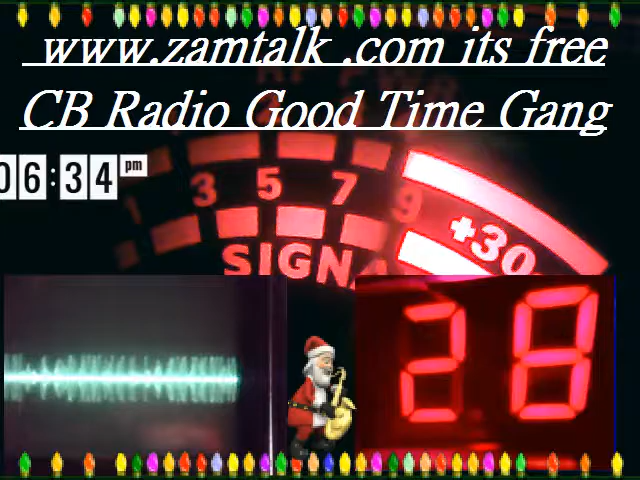 www.zamtalk .com its free
CB Radio Good Time Gang
06:34 pm
1 3 5 7 9 +30
SIGNA
28